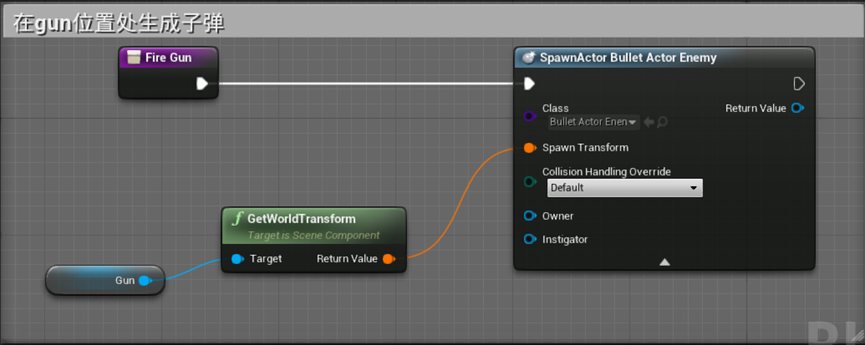 在gun位置处生成子弹
Fire Gun
SpawnActor Bullet Actor Enemy
Class
Bullet Actor Enen
Return Value
Spawn Transform
Collision Handling Override
Default
Owner
Instigator
GetWorldTransform
Target is Scene Component
Target
Return Value
Gun